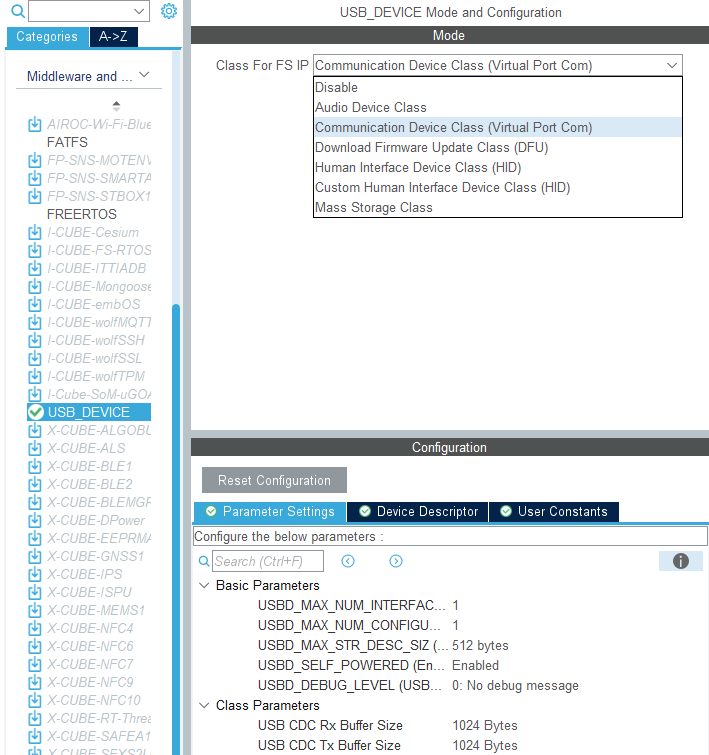 Categories
A->Z
Middleware and ...
AIROC-Wi-Fi-Blue
FATFS
FP-SNS-MOTENV
FP-SNS-SMARTA
FP-SNS-STBOX1
FREERTOS
I-CUBE-Cesium
I-CUBE-FS-RTOS
I-CUBE-ITTIADB
I-CUBE-Mongoose
I-CUBE-embOS
I-CUBE-wolfMQTT
I-CUBE-wolfSSH
I-CUBE-wolfSSL
I-CUBE-wolfTPM
I-Cube-SoM-uGOA
USB_DEVICE
X-CUBE-ALGOBU
X-CUBE-ALS
X-CUBE-BLE1
X-CUBE-BLE2
X-CUBE-BLEMGR
X-CUBE-DPower
X-CUBE-EEPRMA
X-CUBE-GNSS1
X-CUBE-IPS
X-CUBE-ISPU
X-CUBE-MEMS1
X-CUBE-NFC4
X-CUBE-NFC6
X-CUBE-NFC7
X-CUBE-NFC9
X-CUBE-NFC10
X-CUBE-RT-Threa
X-CUBE-SAFEA1
X-CUBE-SFXS2L
USB_DEVICE Mode and Configuration
Mode
Class For FS IP Communication Device Class (Virtual Port Com)
Disable
Audio Device Class
Communication Device Class (Virtual Port Com)
Download Firmware Update Class (DFU)
Human Interface Device Class (HID)
Custom Human Interface Device Class (HID)
Mass Storage Class
Configuration
Reset Configuration
Parameter Settings
Device Descriptor
User Constants
Configure the below parameters :
Search (Ctrl+F)
Basic Parameters
USBD_MAX_NUM_INTERFAC... 1
USBD_MAX_NUM_CONFIGU... 1
USBD_MAX_STR_DESC_SIZ (... 512 bytes
USBD_SELF_POWERED (En... Enabled
USBD_DEBUG_LEVEL (USB... 0: No debug message
Class Parameters
USB CDC Rx Buffer Size 1024 Bytes
USB CDC Tx Buffer Size 1024 Bytes